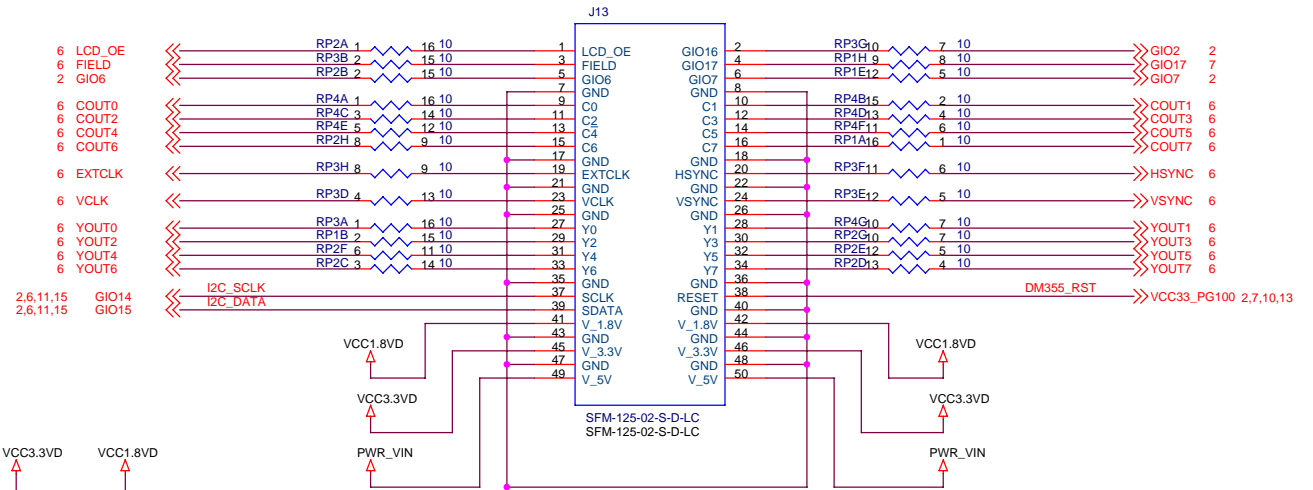 J13
6 LCD_OE RP2A 1 16 10 1 LCD_OE GIO16 2 RP3G 10 7 10 GIO2 2
6 FIELD RP3B 2 15 10 3 FIELD GIO17 4 RP1H 9 8 10 GIO17 7
2 GIO6 RP2B 2 15 10 5 GIO6 GIO7 6 RP1E 12 5 10 GIO7 2
7 GND GND 8
6 COUT0 RP4A 1 16 10 9 C0 C1 10 RP4B 15 2 10 COUT1 6
6 COUT2 RP4C 3 14 10 11 C2 C3 12 RP4D 13 4 10 COUT3 6
6 COUT4 RP4E 5 12 10 13 C4 C5 14 RP4F 11 6 10 COUT5 6
6 COUT6 RP2H 8 9 10 15 C6 C7 16 RP1A 16 1 10 COUT7 6
17 GND GND 18
6 EXTCLK RP3H 8 9 10 19 EXTCLK HSYNC 20 RP3F 11 6 10 HSYNC 6
21 GND GND 22
6 VCLK RP3D 4 13 10 23 VCLK VSYNC 24 RP3E 12 5 10 VSYNC 6
25 GND GND 26
6 YOUT0 RP3A 1 16 10 27 Y0 Y1 28 RP4G 10 7 10 YOUT1 6
6 YOUT2 RP1B 2 15 10 29 Y2 Y3 30 RP2G 10 7 10 YOUT3 6
6 YOUT4 RP2F 6 11 10 31 Y4 Y5 32 RP2E 12 5 10 YOUT5 6
6 YOUT6 RP2C 3 14 10 33 Y6 Y7 34 RP2D 13 4 10 YOUT7 6
35 GND GND 36
2,6,11,15 GIO14 I2C_SCLK 37 SCLK RESET 38 DM355_RST VCC33_PG100 2,7,10,13
2,6,11,15 GIO15 I2C_DATA 39 SDATA GND 40
41 V_1.8V V_1.8V 42
43 GND GND 44
VCC1.8VD 45 V_3.3V V_3.3V 46 VCC1.8VD
47 GND GND 48
49 V_5V V_5V 50
VCC3.3VD VCC3.3VD
SFM-125-02-S-D-LC
SFM-125-02-S-D-LC
VCC3.3VD VCC1.8VD PWR_VIN PWR_VIN